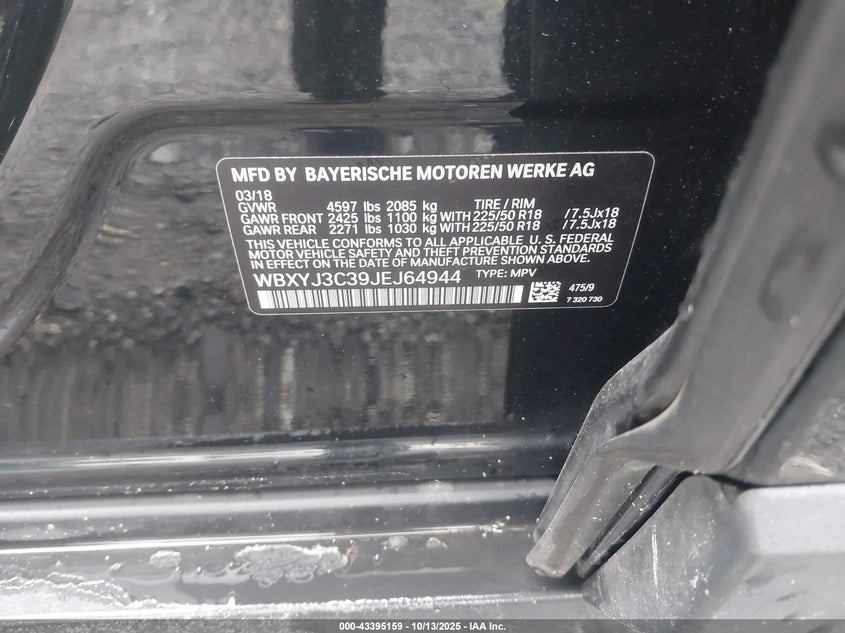 MFD BY BAYERISCHE MOTOREN WERKE AG
03/18
GVWR 4597 lbs 2085 kg TIRE / RIM
GAWR FRONT 2425 lbs 1100 kg WITH 225/50 R18 / 7.5Jx18
GAWR REAR 2271 lbs 1030 kg WITH 225/50 R18 / 7.5Jx18
THIS VEHICLE CONFORMS TO ALL APPLICABLE U. S. FEDERAL
MOTOR VEHICLE SAFETY AND THEFT PREVENTION STANDARDS
IN EFFECT ON THE DATE OF MANUFACTURE SHOWN ABOVE.
WBXYJ3C39JEJ64944 TYPE: MPV
475/9
7 320 730
000-43395159 - 10/13/2025 - IAA Inc.